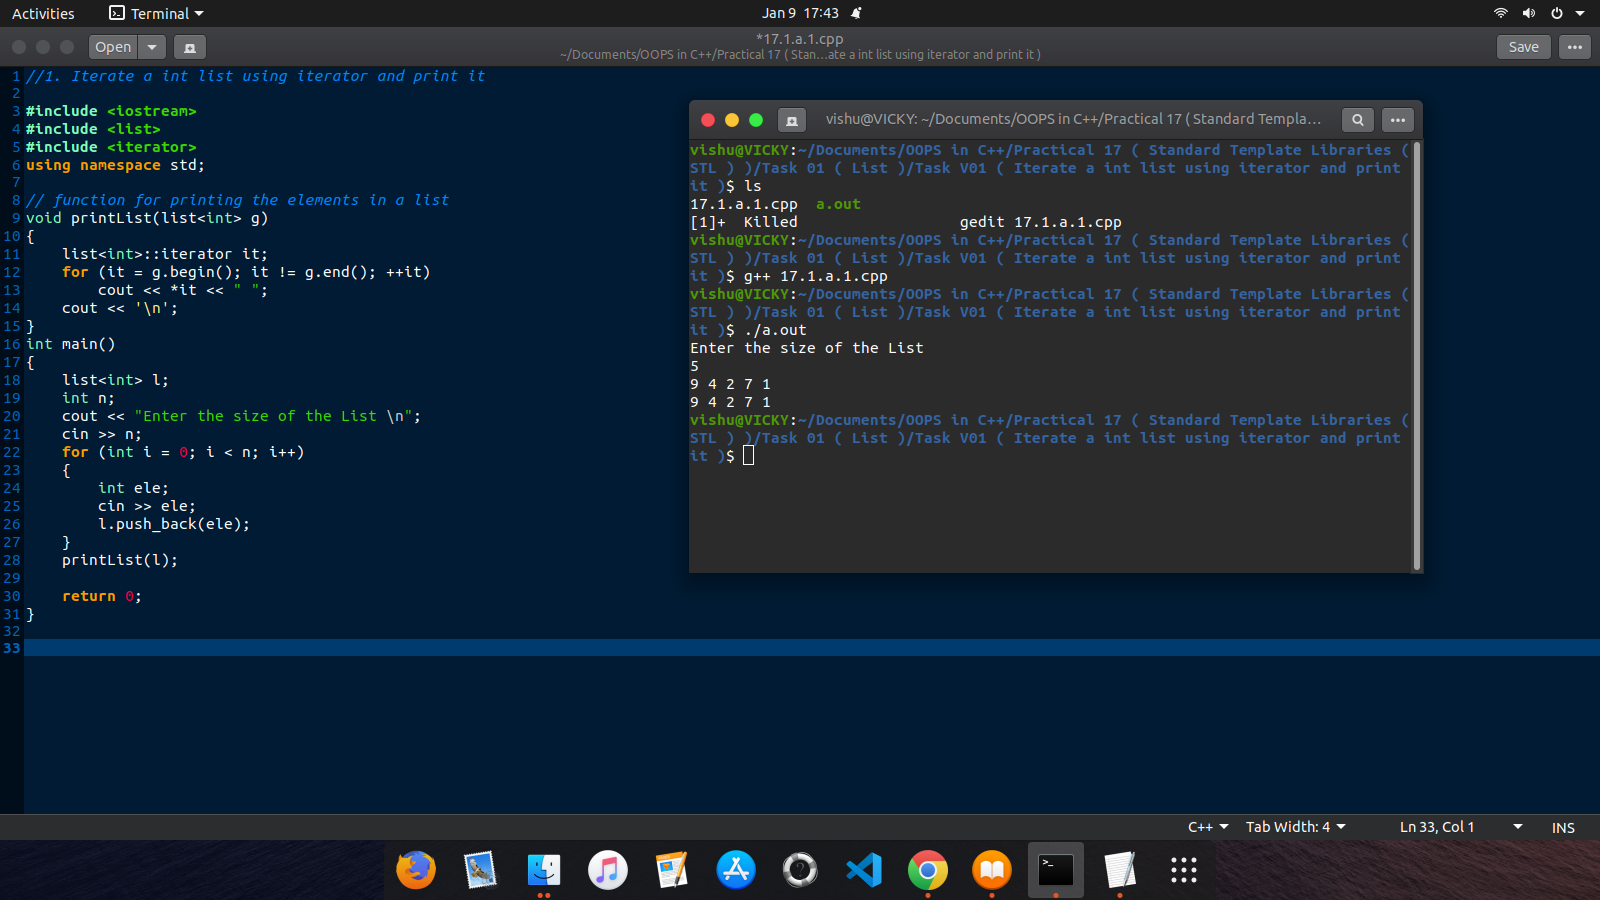 Activities Terminal Jan 9 17:43
Open *17.1.a.1.cpp Save
~/Documents/OOPS in C++/Practical 17 ( Stan...ate a int list using iterator and print it )
1 //1. Iterate a int list using iterator and print it
2
3 #include <iostream>
4 #include <list>
5 #include <iterator>
6 using namespace std;
7
8 // function for printing the elements in a list
9 void printList(list<int> g)
10 {
11     list<int>::iterator it;
12     for (it = g.begin(); it != g.end(); ++it)
13         cout << *it << " ";
14     cout << '\n';
15 }
16 int main()
17 {
18     list<int> l;
19     int n;
20     cout << "Enter the size of the List \n";
21     cin >> n;
22     for (int i = 0; i < n; i++)
23     {
24         int ele;
25         cin >> ele;
26         l.push_back(ele);
27     }
28     printList(l);
29
30     return 0;
31 }
32
33
vishu@VICKY: ~/Documents/OOPS in C++/Practical 17 ( Standard Templa...
vishu@VICKY:~/Documents/OOPS in C++/Practical 17 ( Standard Template Libraries (
STL ) )/Task 01 ( List )/Task V01 ( Iterate a int list using iterator and print
it )$ ls
17.1.a.1.cpp  a.out
[1]+  Killed                  gedit 17.1.a.1.cpp
vishu@VICKY:~/Documents/OOPS in C++/Practical 17 ( Standard Template Libraries (
STL ) )/Task 01 ( List )/Task V01 ( Iterate a int list using iterator and print
it )$ g++ 17.1.a.1.cpp
vishu@VICKY:~/Documents/OOPS in C++/Practical 17 ( Standard Template Libraries (
STL ) )/Task 01 ( List )/Task V01 ( Iterate a int list using iterator and print
it )$ ./a.out
Enter the size of the List
5
9 4 2 7 1
9 4 2 7 1
vishu@VICKY:~/Documents/OOPS in C++/Practical 17 ( Standard Template Libraries (
STL ) )/Task 01 ( List )/Task V01 ( Iterate a int list using iterator and print
it )$
C++ Tab Width: 4 Ln 33, Col 1 INS